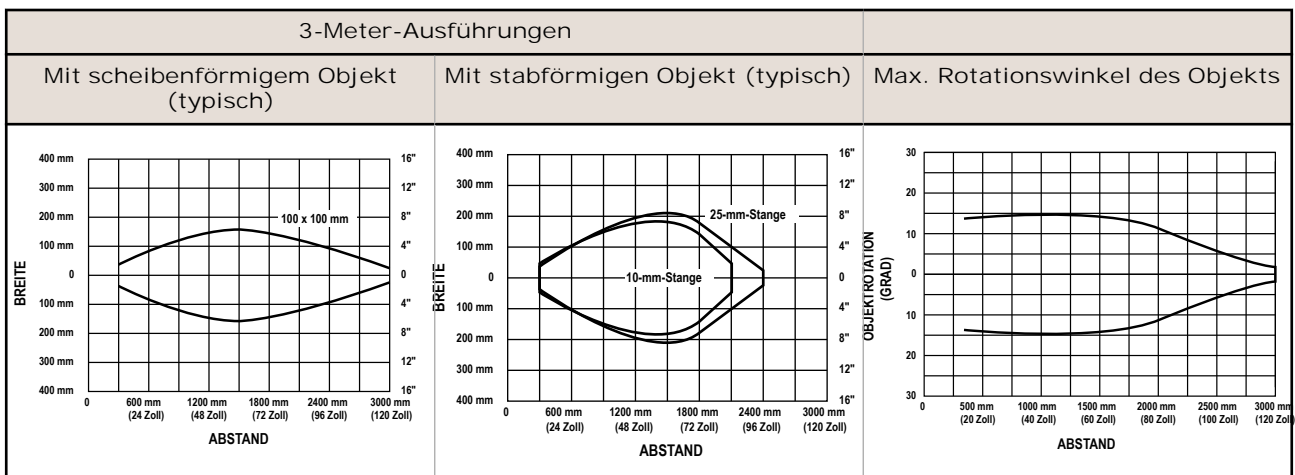 3-Meter-Ausführungen
Mit scheibenförmigem Objekt
(typisch)
Mit stabförmigen Objekt (typisch)
Max. Rotationswinkel des Objekts
400 mm
300 mm
200 mm
100 mm
0
100 mm
200 mm
300 mm
400 mm
BREITE
16"
12"
8"
4"
0
4"
8"
12"
16"
100 x 100 mm
0 600 mm 1200 mm 1800 mm 2400 mm 3000 mm
(24 Zoll) (48 Zoll) (72 Zoll) (96 Zoll) (120 Zoll)
ABSTAND
400 mm
300 mm
200 mm
100 mm
0
100 mm
200 mm
300 mm
400 mm
BREITE
16"
12"
8"
4"
0
4"
8"
12"
16"
25-mm-Stange
10-mm-Stange
0 600 mm 1200 mm 1800 mm 2400 mm 3000 mm
(24 Zoll) (48 Zoll) (72 Zoll) (96 Zoll) (120 Zoll)
ABSTAND
30
20
10
0
10
20
30
OBJEKTROTATION
(GRAD)
0 500 mm 1000 mm 1500 mm 2000 mm 2500 mm 3000 mm
(20 Zoll) (40 Zoll) (60 Zoll) (80 Zoll) (100 Zoll) (120 Zoll)
ABSTAND